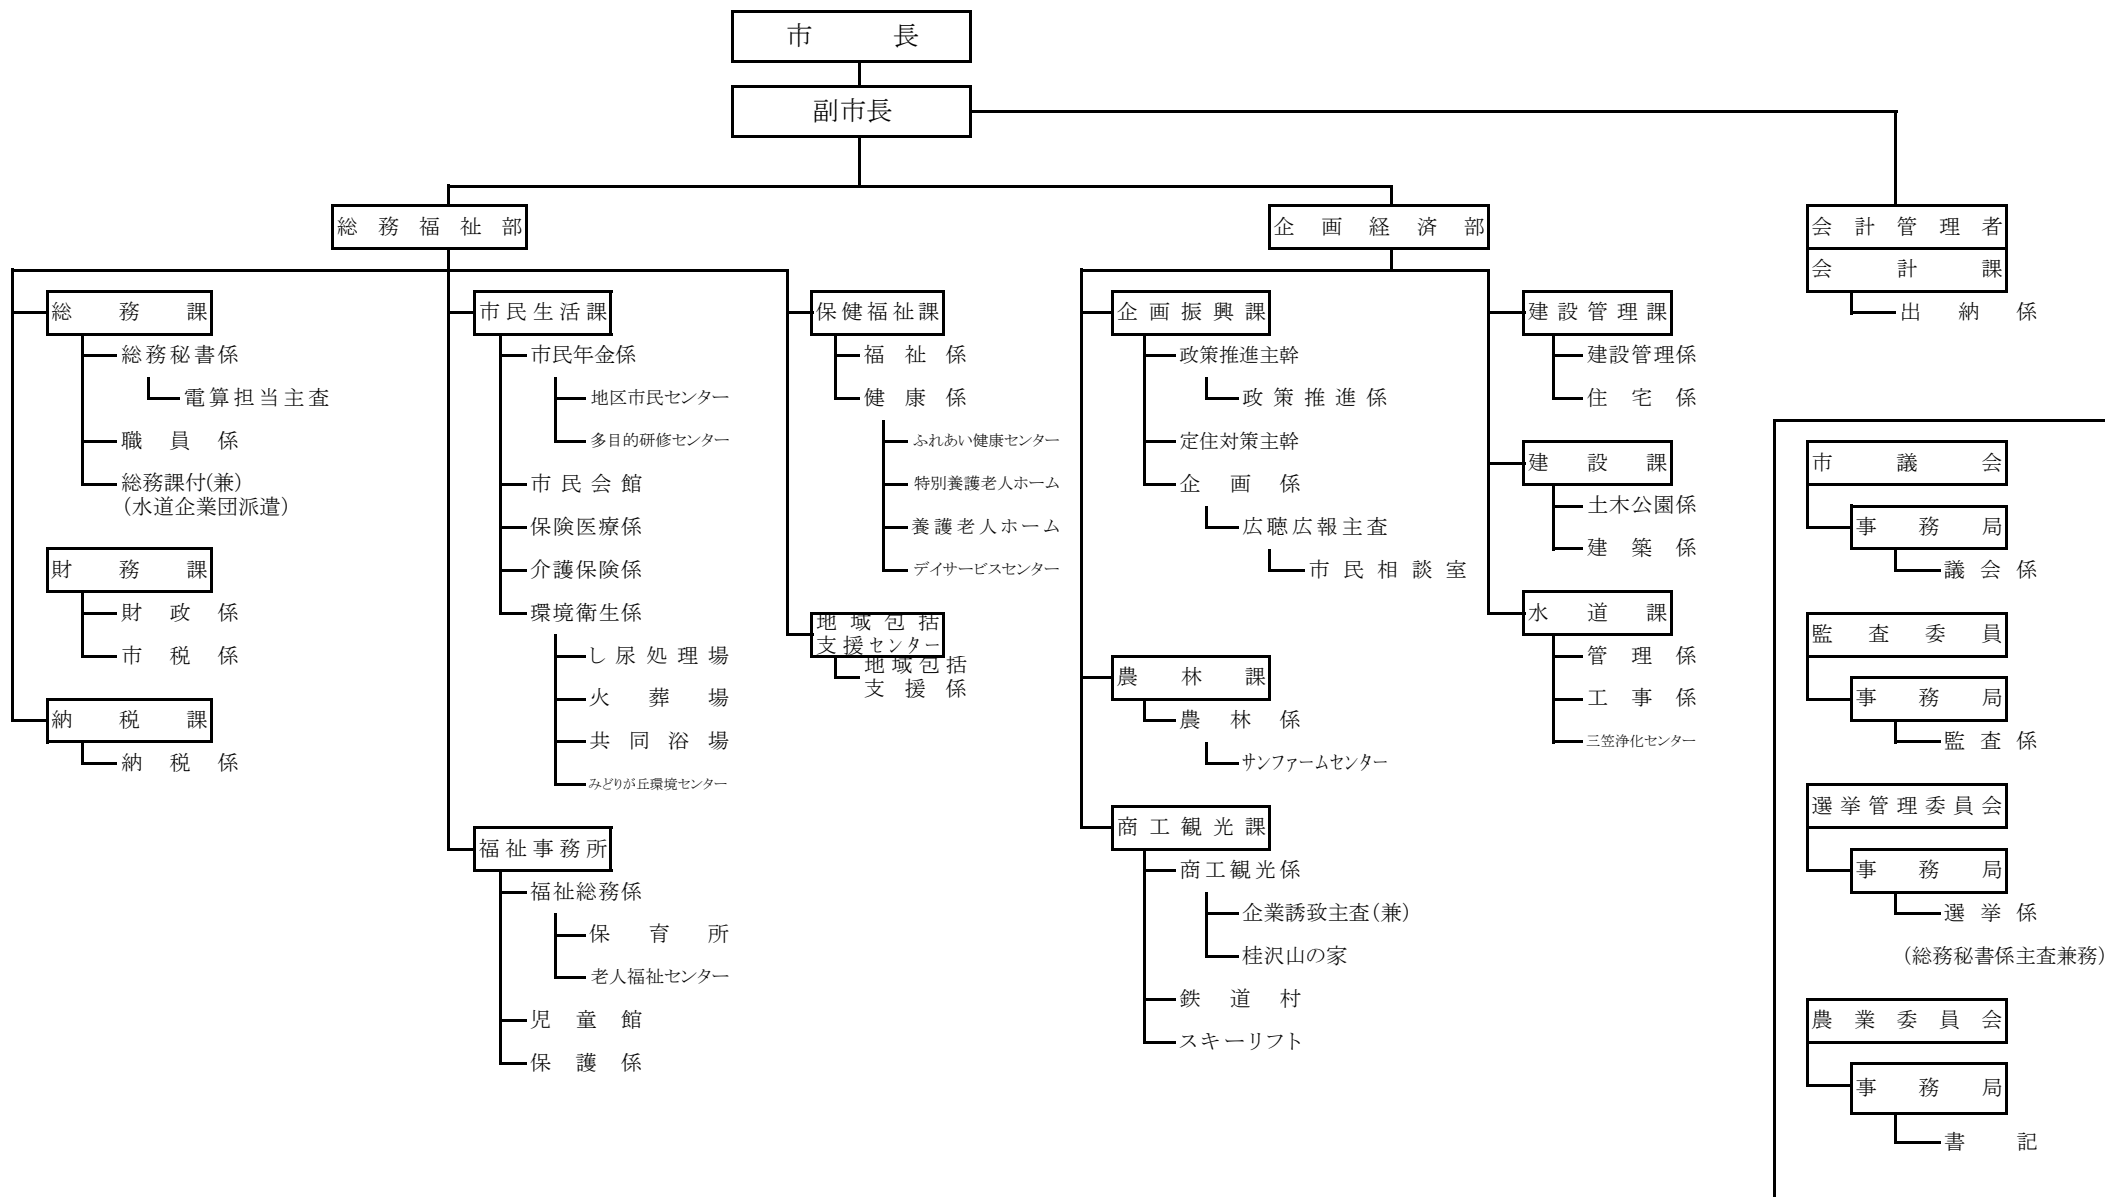 市長
副市長
総務福祉部
総務課
総務秘書係
電算担当主査
職員係
総務課付(兼)
(水道企業団派遣)
財務課
財政係
市税係
納税課
納税係
市民生活課
市民年金係
地区市民センター
多目的研修センター
市民会館
保険医療係
介護保険係
環境衛生係
し尿処理場
火葬場
共同浴場
みどりが丘環境センター
福祉事務所
福祉総務係
保育所
老人福祉センター
児童館
保護係
保健福祉課
福祉係
健康係
ふれあい健康センター
特別養護老人ホーム
養護老人ホーム
デイサービスセンター
地域包括
支援センター
地域包括
支援係
企画経済部
企画振興課
政策推進主幹
政策推進係
定住対策主幹
企画係
広聴広報主査
市民相談室
農林課
農林係
サンファームセンター
商工観光課
商工観光係
企業誘致主査(兼)
桂沢山の家
鉄道村
スキーリフト
建設管理課
建設管理係
住宅係
建設課
土木公園係
建築係
水道課
管理係
工事係
三笠浄化センター
会計管理者
会計課
出納係
市議会
事務局
議会係
監査委員
事務局
監査係
選挙管理委員会
事務局
選挙係
(総務秘書係主査兼務)
農業委員会
事務局
書記